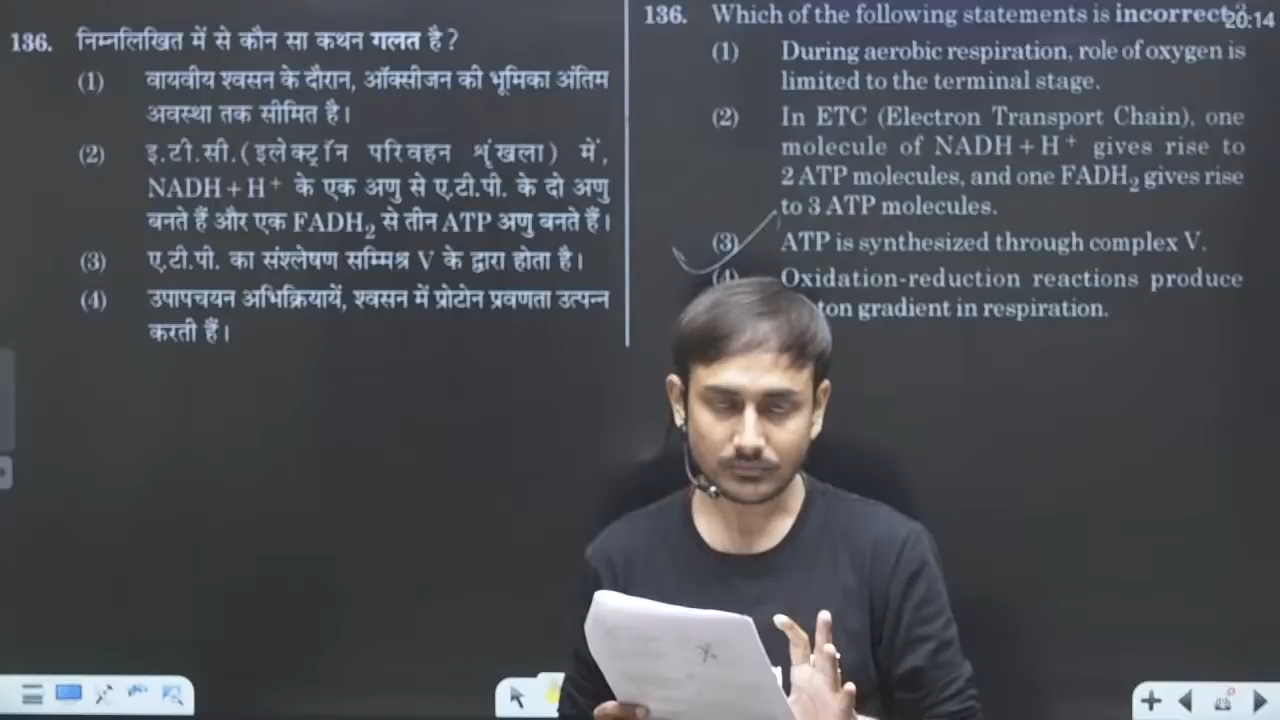 136. निम्नलिखित में से कौन सा कथन गलत है ?
(1) वायवीय श्वसन के दौरान, ऑक्सीजन की भूमिका अंतिम
अवस्था तक सीमित है।
(2) इ.टी.सी.(इलेक्ट्रॉन परिवहन शृंखला) में,
NADH + H⁺ के एक अणु से ए.टी.पी. के दो अणु
बनते हैं और एक FADH₂ से तीन ATP अणु बनते हैं।
(3) ए.टी.पी. का संश्लेषण सम्मिश्र V के द्वारा होता है।
(4) उपापचयन अभिक्रियायें, श्वसन में प्रोटोन प्रवणता उत्पन्न
करती हैं।
136. Which of the following statements is incorrect ?
20:14
(1) During aerobic respiration, role of oxygen is
limited to the terminal stage.
(2) In ETC (Electron Transport Chain), one
molecule of NADH + H⁺ gives rise to
2 ATP molecules, and one FADH₂ gives rise
to 3 ATP molecules.
(3) ATP is synthesized through complex V.
(4) Oxidation-reduction reactions produce
ton gradient in respiration.